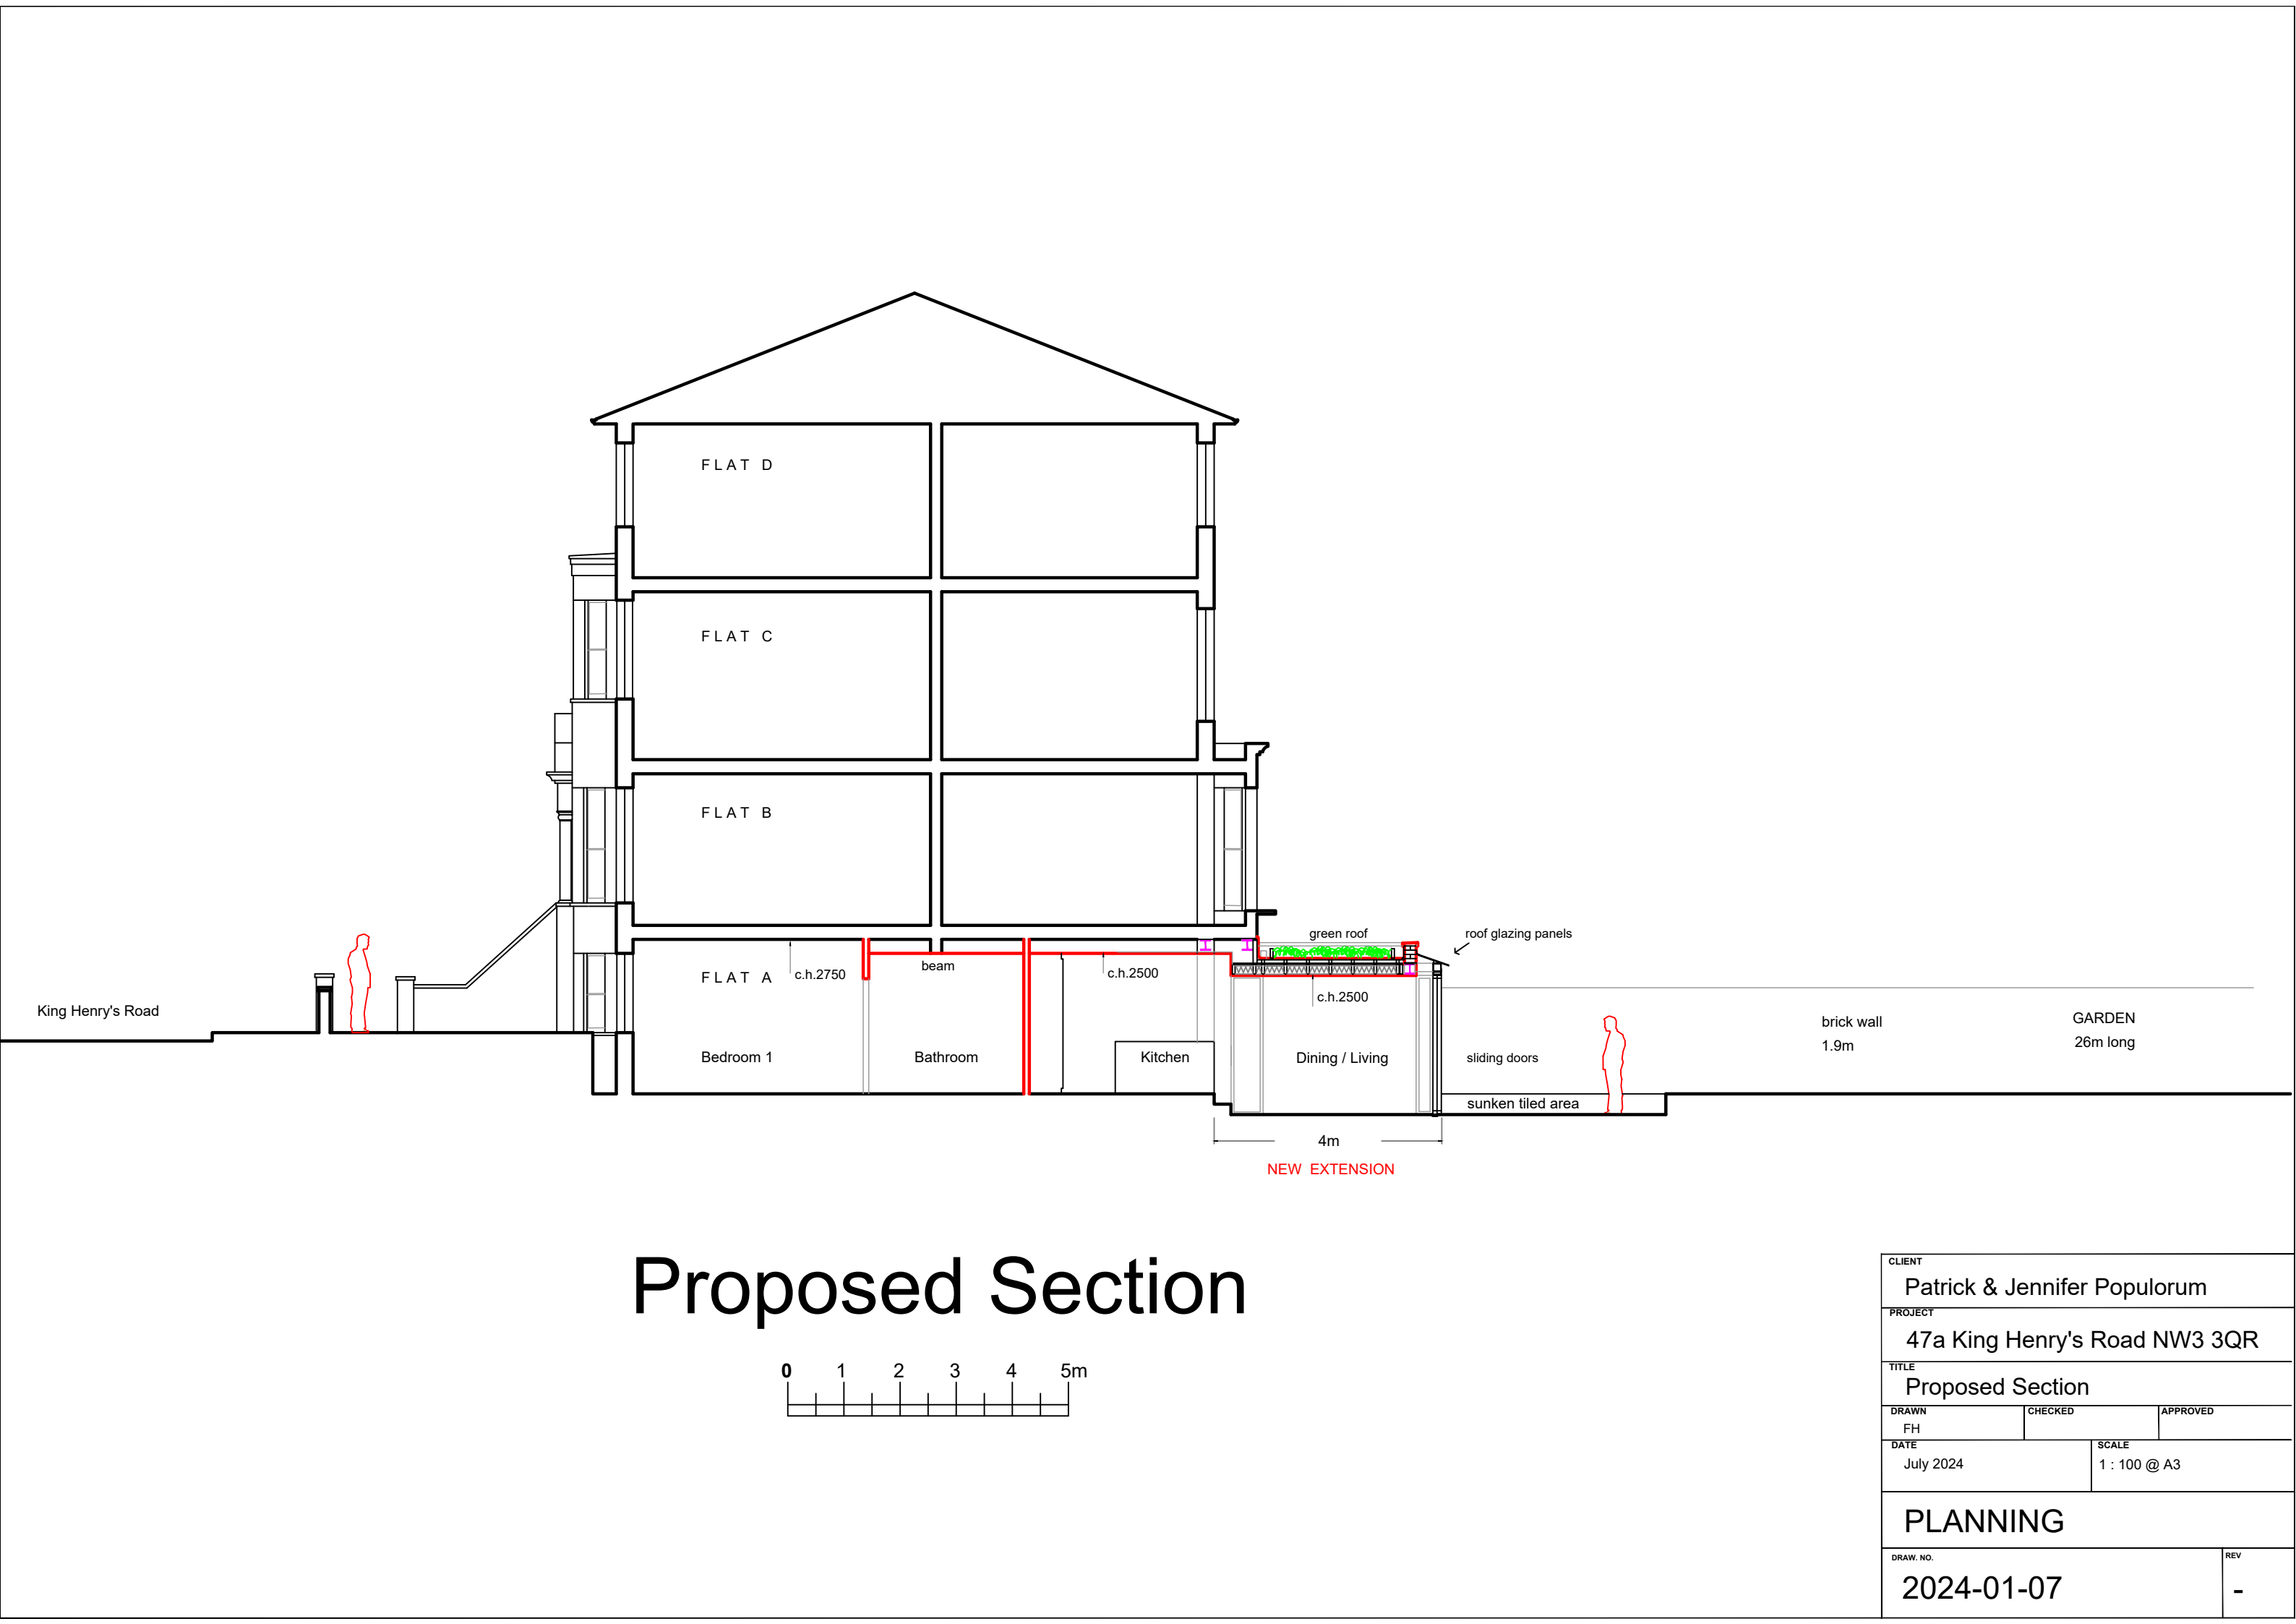 FLAT D
FLAT C
FLAT B
green roof
roof glazing panels
beam
FLAT A
c.h.2750
c.h.2500
c.h.2500
King Henry's Road
brick wall
1.9m
GARDEN
26m long
Bedroom 1
Bathroom
Kitchen
Dining / Living
sliding doors
sunken tiled area
4m
NEW EXTENSION
Proposed Section
0 1 2 3 4 5m
CLIENT
Patrick & Jennifer Populorum
PROJECT
47a King Henry's Road NW3 3QR
TITLE
Proposed Section
DRAWN CHECKED APPROVED
FH
DATE SCALE
July 2024 1 : 100 @ A3
PLANNING
DRAW. NO. REV
2024-01-07 -